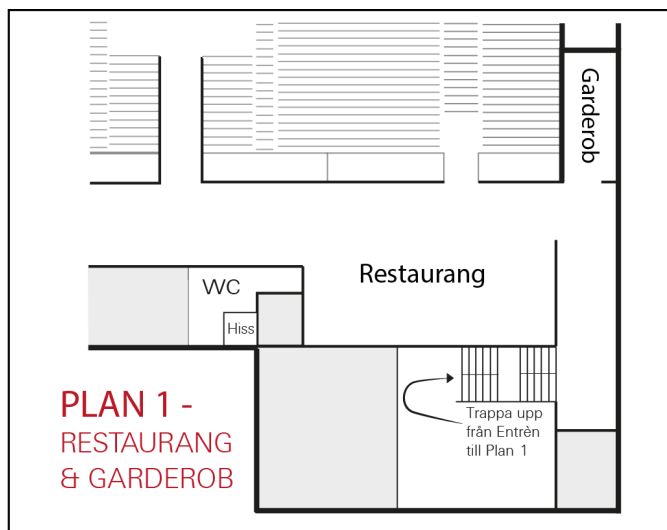 Garderob
Restaurang
WC
Hiss
PLAN 1 -
RESTAURANG
& GARDEROB
Trappa upp
från Entrèn
till Plan 1